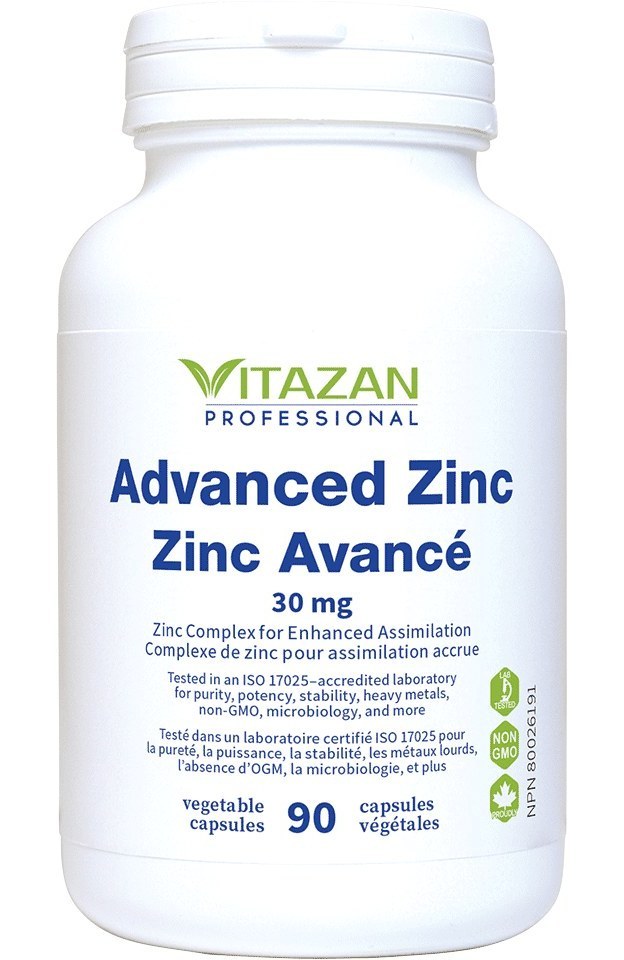 VITAZAN
PROFESSIONAL
Advanced Zinc
Zinc Avancé
30 mg
Zinc Complex for Enhanced Assimilation
Complexe de zinc pour assimilation accrue
Tested in an ISO 17025–accredited laboratory
for purity, potency, stability, heavy metals,
non-GMO, microbiology, and more
Testé dans un laboratoire certifié ISO 17025 pour
la pureté, la puissance, la stabilité, les métaux lourds,
l’absence d’OGM, la microbiologie, et plus
vegetable
capsules
90
capsules
végétales
LAB
TESTED
NON
GMO
PROUDLY
NPN 80026191